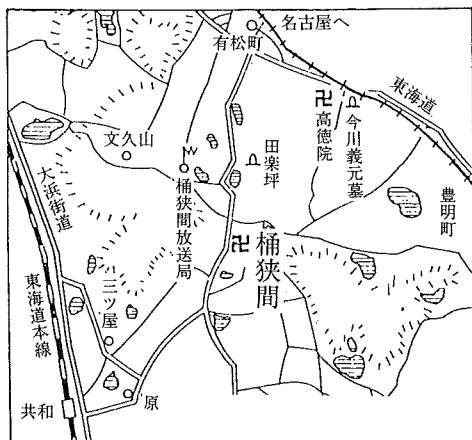 名古屋へ
有松町
東海道
卍
高徳院
今川義元墓
文久山
田楽坪
桶狭間放送局
豊明町
大浜街道
卍
桶狭間
東海道本線
三ツ屋
共和
原